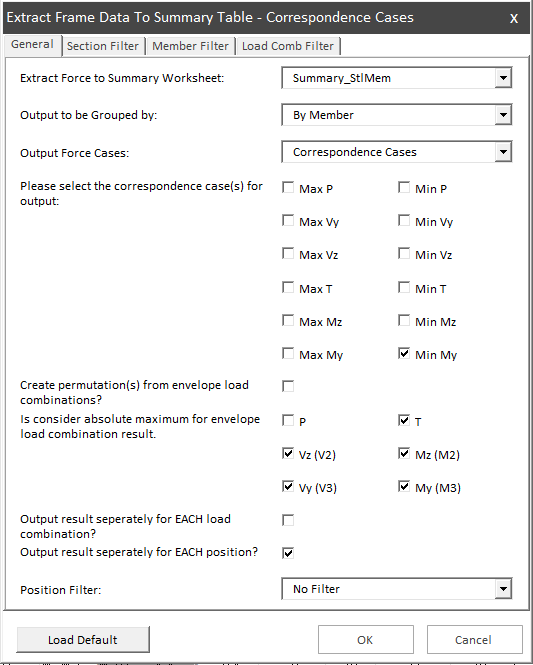 Extract Frame Data To Summary Table - Correspondence Cases X
General Section Filter Member Filter Load Comb Filter
Extract Force to Summary Worksheet: Summary_StlMem
Output to be Grouped by: By Member
Output Force Cases: Correspondence Cases
Please select the correspondence case(s) for
output:
Max P Min P
Max Vy Min Vy
Max Vz Min Vz
Max T Min T
Max Mz Min Mz
Max My Min My
Create permutation(s) from envelope load
combinations?
Is consider absolute maximum for envelope
load combination result.
P T
Vz (V2) Mz (M2)
Vy (V3) My (M3)
Output result seperately for EACH load
combination?
Output result seperately for EACH position?
Position Filter: No Filter
Load Default OK Cancel